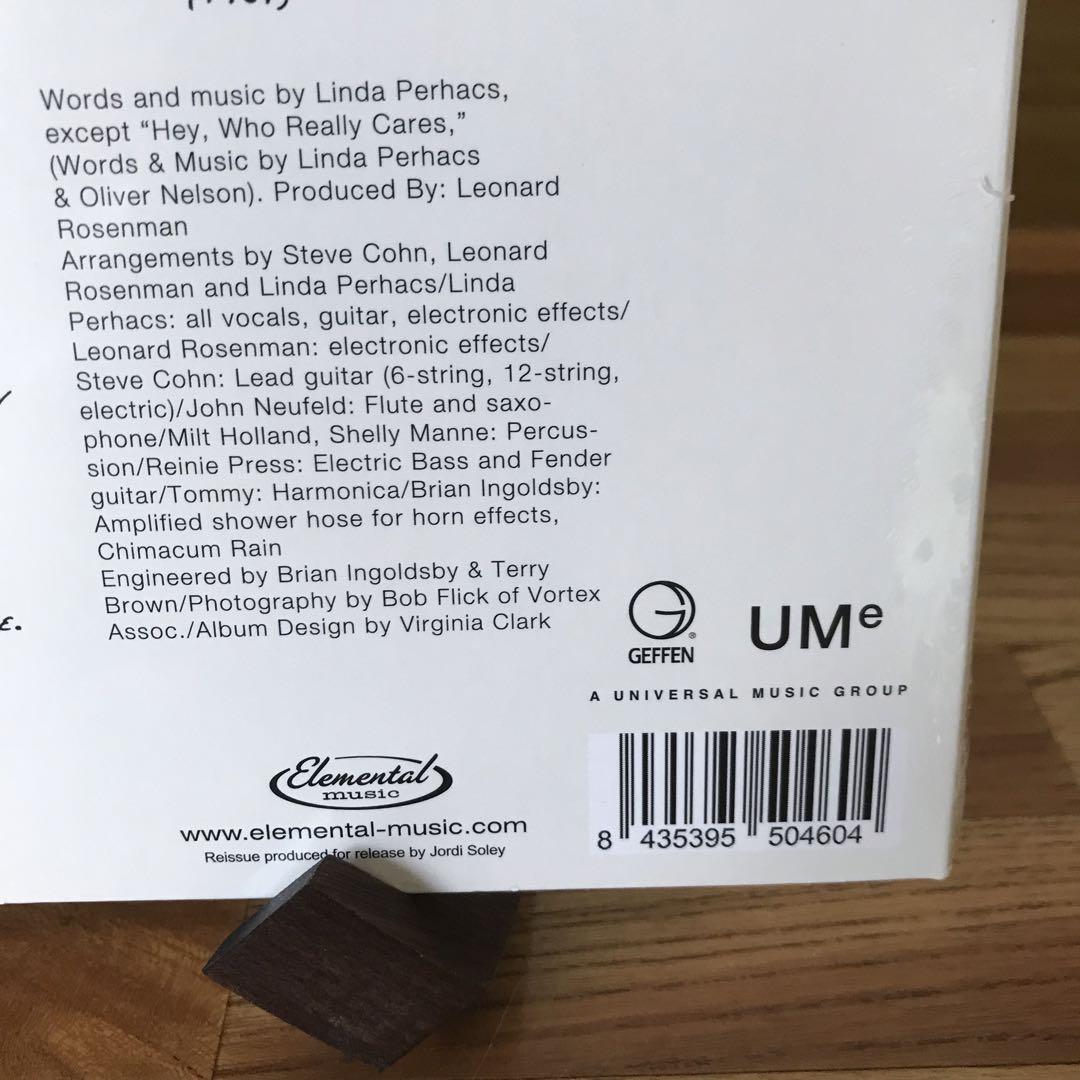 Words and music by Linda Perhacs,
except “Hey, Who Really Cares,”
(Words & Music by Linda Perhacs
& Oliver Nelson). Produced By: Leonard
Rosenman
Arrangements by Steve Cohn, Leonard
Rosenman and Linda Perhacs/Linda
Perhacs: all vocals, guitar, electronic effects/
Leonard Rosenman: electronic effects/
Steve Cohn: Lead guitar (6-string, 12-string,
electric)/John Neufeld: Flute and saxo-
phone/Milt Holland, Shelly Manne: Percus-
sion/Reinie Press: Electric Bass and Fender
guitar/Tommy: Harmonica/Brian Ingoldsby:
Amplified shower hose for horn effects,
Chimacum Rain
Engineered by Brian Ingoldsby & Terry
Brown/Photography by Bob Flick of Vortex
Assoc./Album Design by Virginia Clark
G®
GEFFEN
UMe
A UNIVERSAL MUSIC GROUP
Elemental
music
www.elemental-music.com
Reissue produced for release by Jordi Soley
8 435395 504604